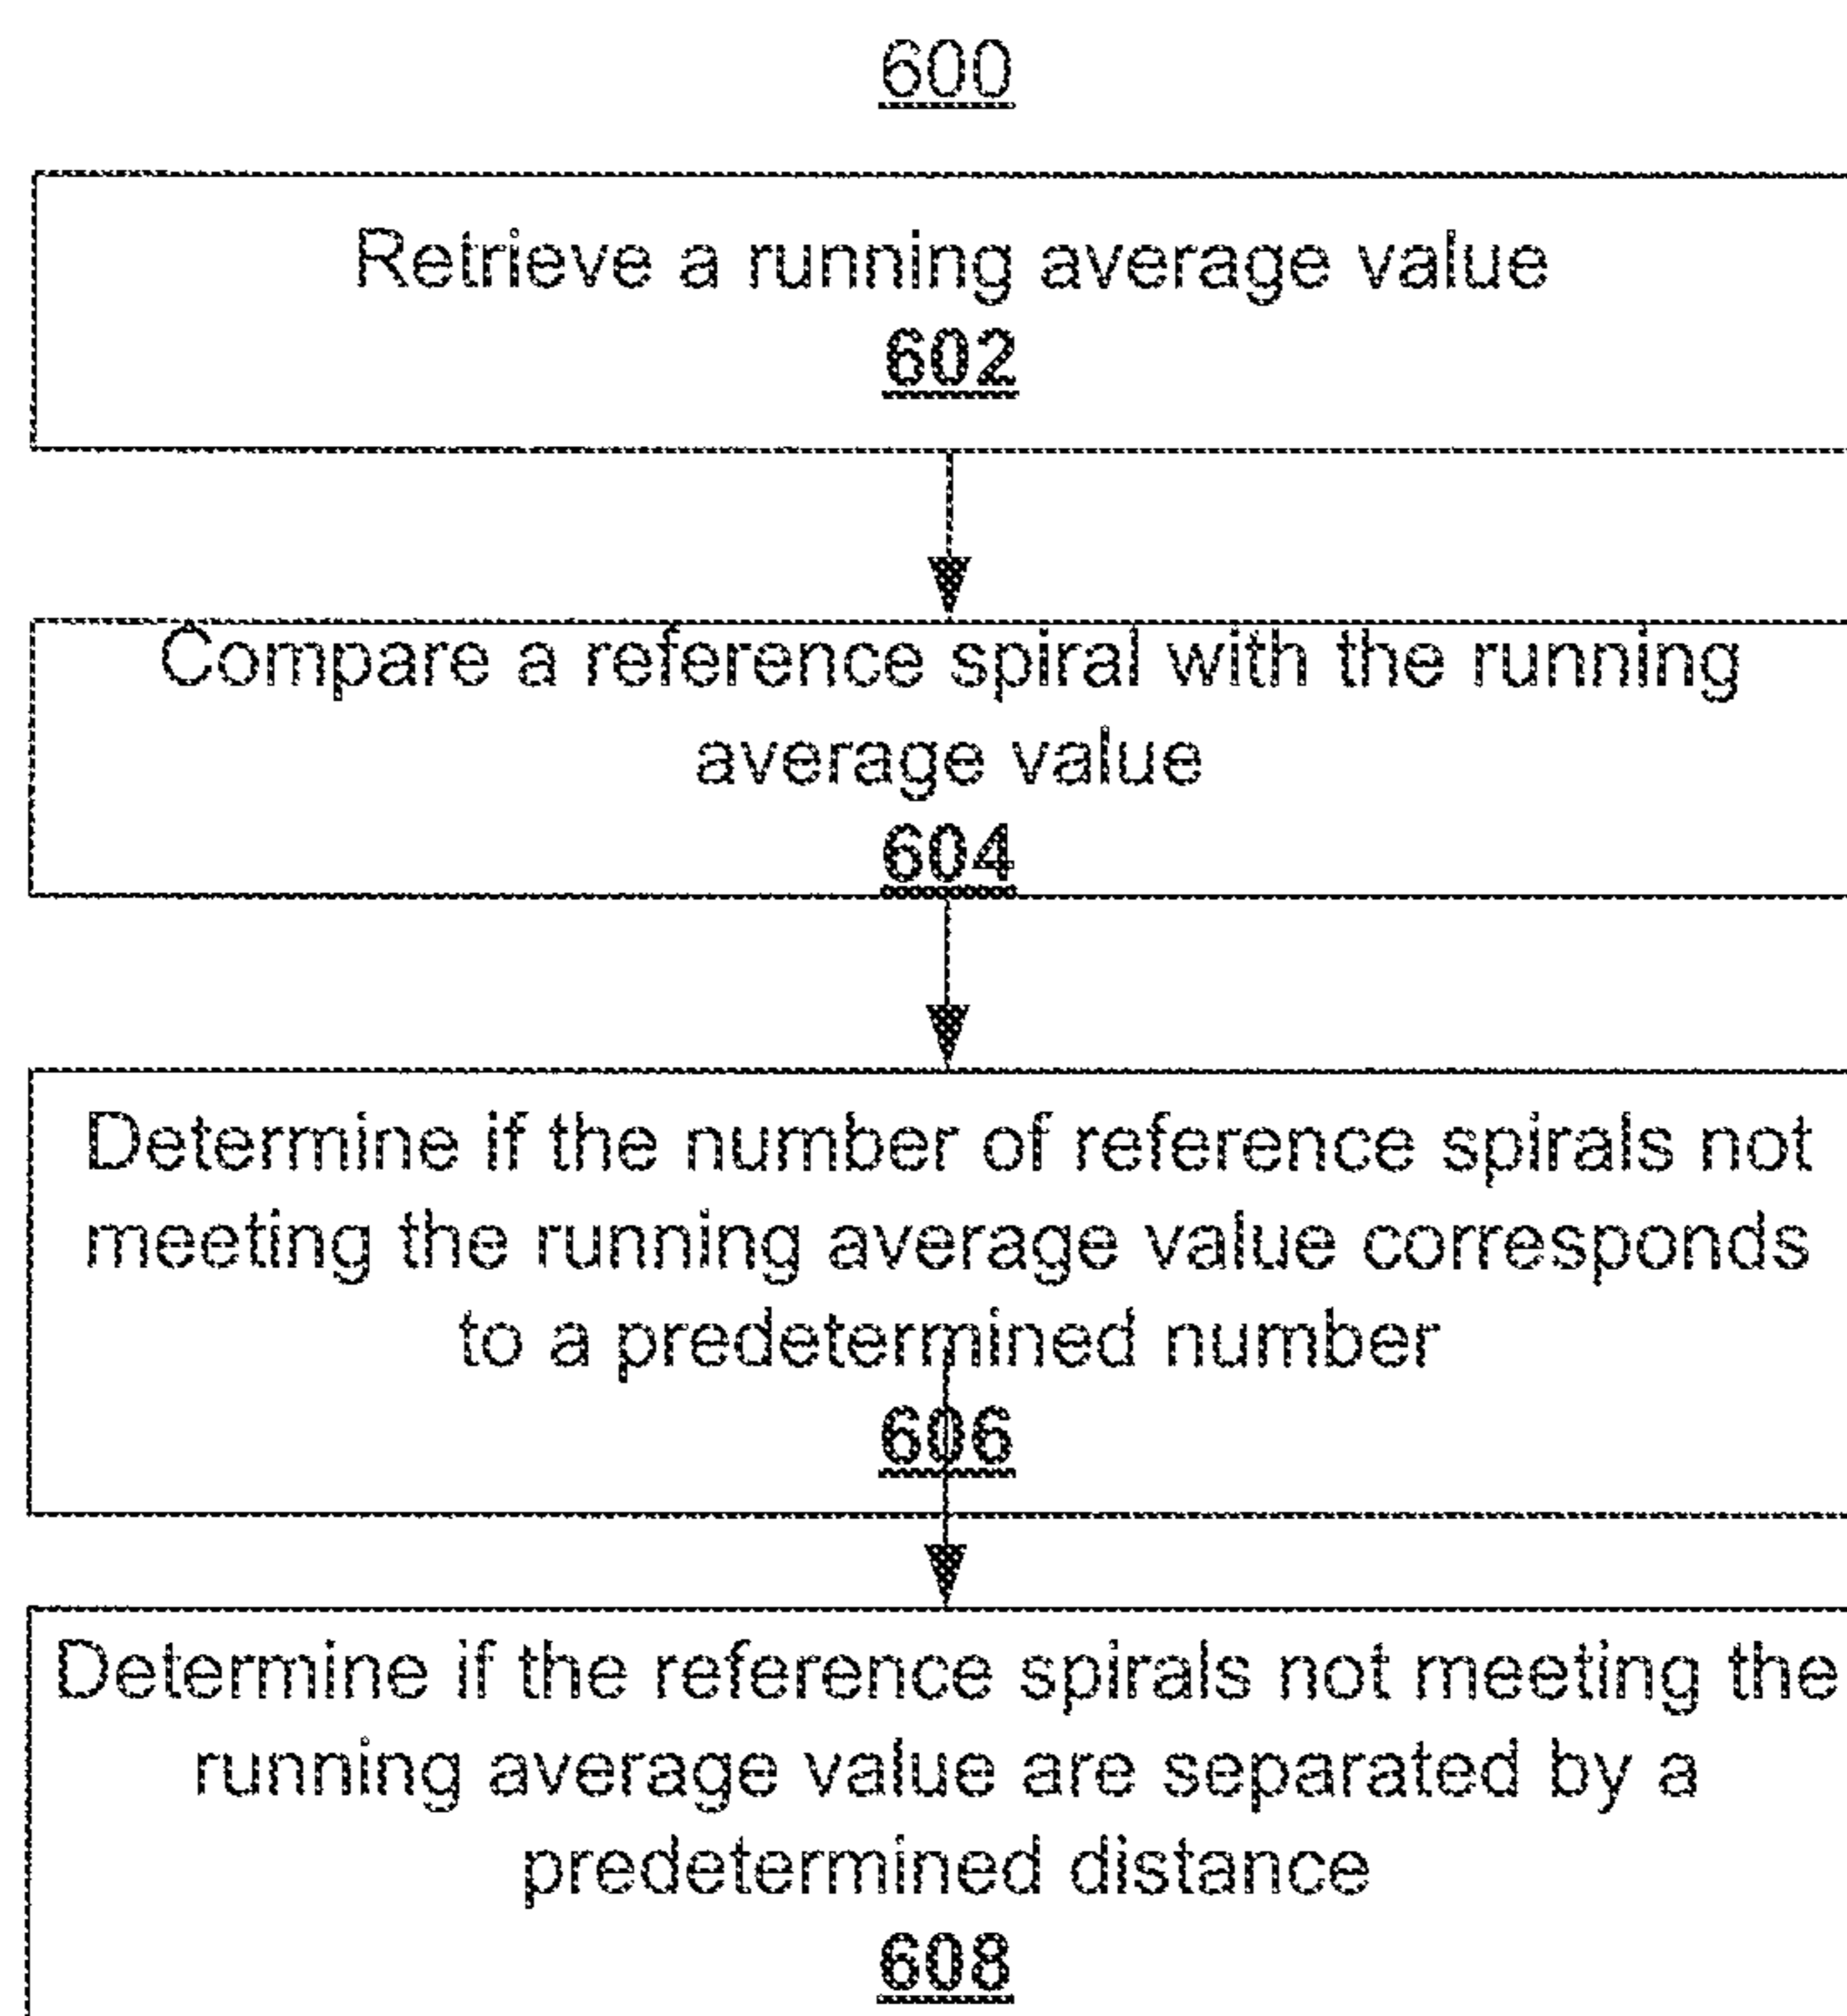 600
Retrieve a running average value
602
Compare a reference spiral with the running
average value
604
Determine if the number of reference spirals not
meeting the running average value corresponds
to a predetermined number
606
Determine if the reference spirals not meeting the
running average value are separated by a
predetermined distance
608